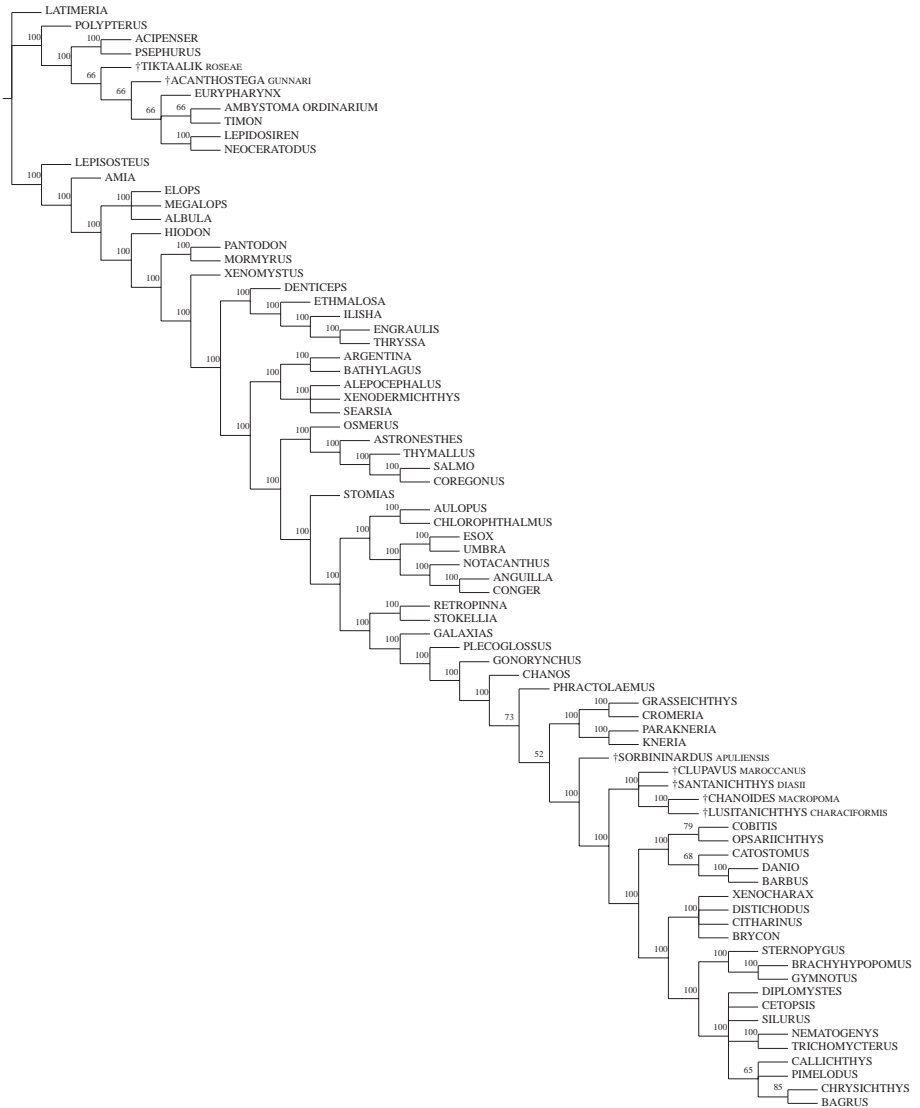 LATIMERIA
100 POLYPTERUS
100 ACIPENSER
100 PSEPHURUS
66 †TIKTAALIK ROSEAE
66 †ACANTHOSTEGA GUNNARI
66 EURYPHARYNX
66 AMBYSTOMA ORDINARIUM
TIMON
100 LEPIDOSIREN
NEOCERATODUS
100 LEPISOSTEUS
100 AMIA
100 ELOPS
100 MEGALOPS
ALBULA
100 HIODON
100 PANTODON
100 MORMYRUS
100 XENOMYSTUS
100 DENTICEPS
100 ETHMALOSA
100 ILISHA
100 ENGRAULIS
100 THRYSSA
100 ARGENTINA
100 BATHYLAGUS
100 ALEPOCEPHALUS
XENODERMICHTHYS
SEARSIA
100 OSMERUS
100 ASTRONESTHES
100 THYMALLUS
100 SALMO
100 COREGONUS
100 STOMIAS
100 AULOPUS
100 CHLOROPHTHALMUS
100 ESOX
100 UMBRA
100 NOTACANTHUS
100 ANGUILLA
100 CONGER
100 RETROPINNA
100 STOKELLIA
100 GALAXIAS
100 PLECOGLOSSUS
100 GONORYNCHUS
100 CHANOS
73 PHRACTOLAEMUS
100 GRASSEICHTHYS
100 CROMERIA
100 PARAKNERIA
52 KNERIA
100 †SORBININARDUS APULIENSIS
100 †CLUPAVUS MAROCCANUS
†SANTANICHTHYS DIASII
100 †CHANOIDES MACROPOMA
†LUSITANICHTHYS CHARACIFORMIS
79 COBITIS
100 OPSARIICHTHYS
68 CATOSTOMUS
100 DANIO
BARBUS
100 XENOCHARAX
100 DISTICHODUS
CITHARINUS
BRYCON
100 STERNOPYGUS
100 BRACHYHYPOPOMUS
GYMNOTUS
100 DIPLOMYSTES
CETOPSIS
SILURUS
100 NEMATOGENYS
100 TRICHOMYCTERUS
65 CALLICHTHYS
PIMELODUS
85 CHRYSICHTHYS
BAGRUS